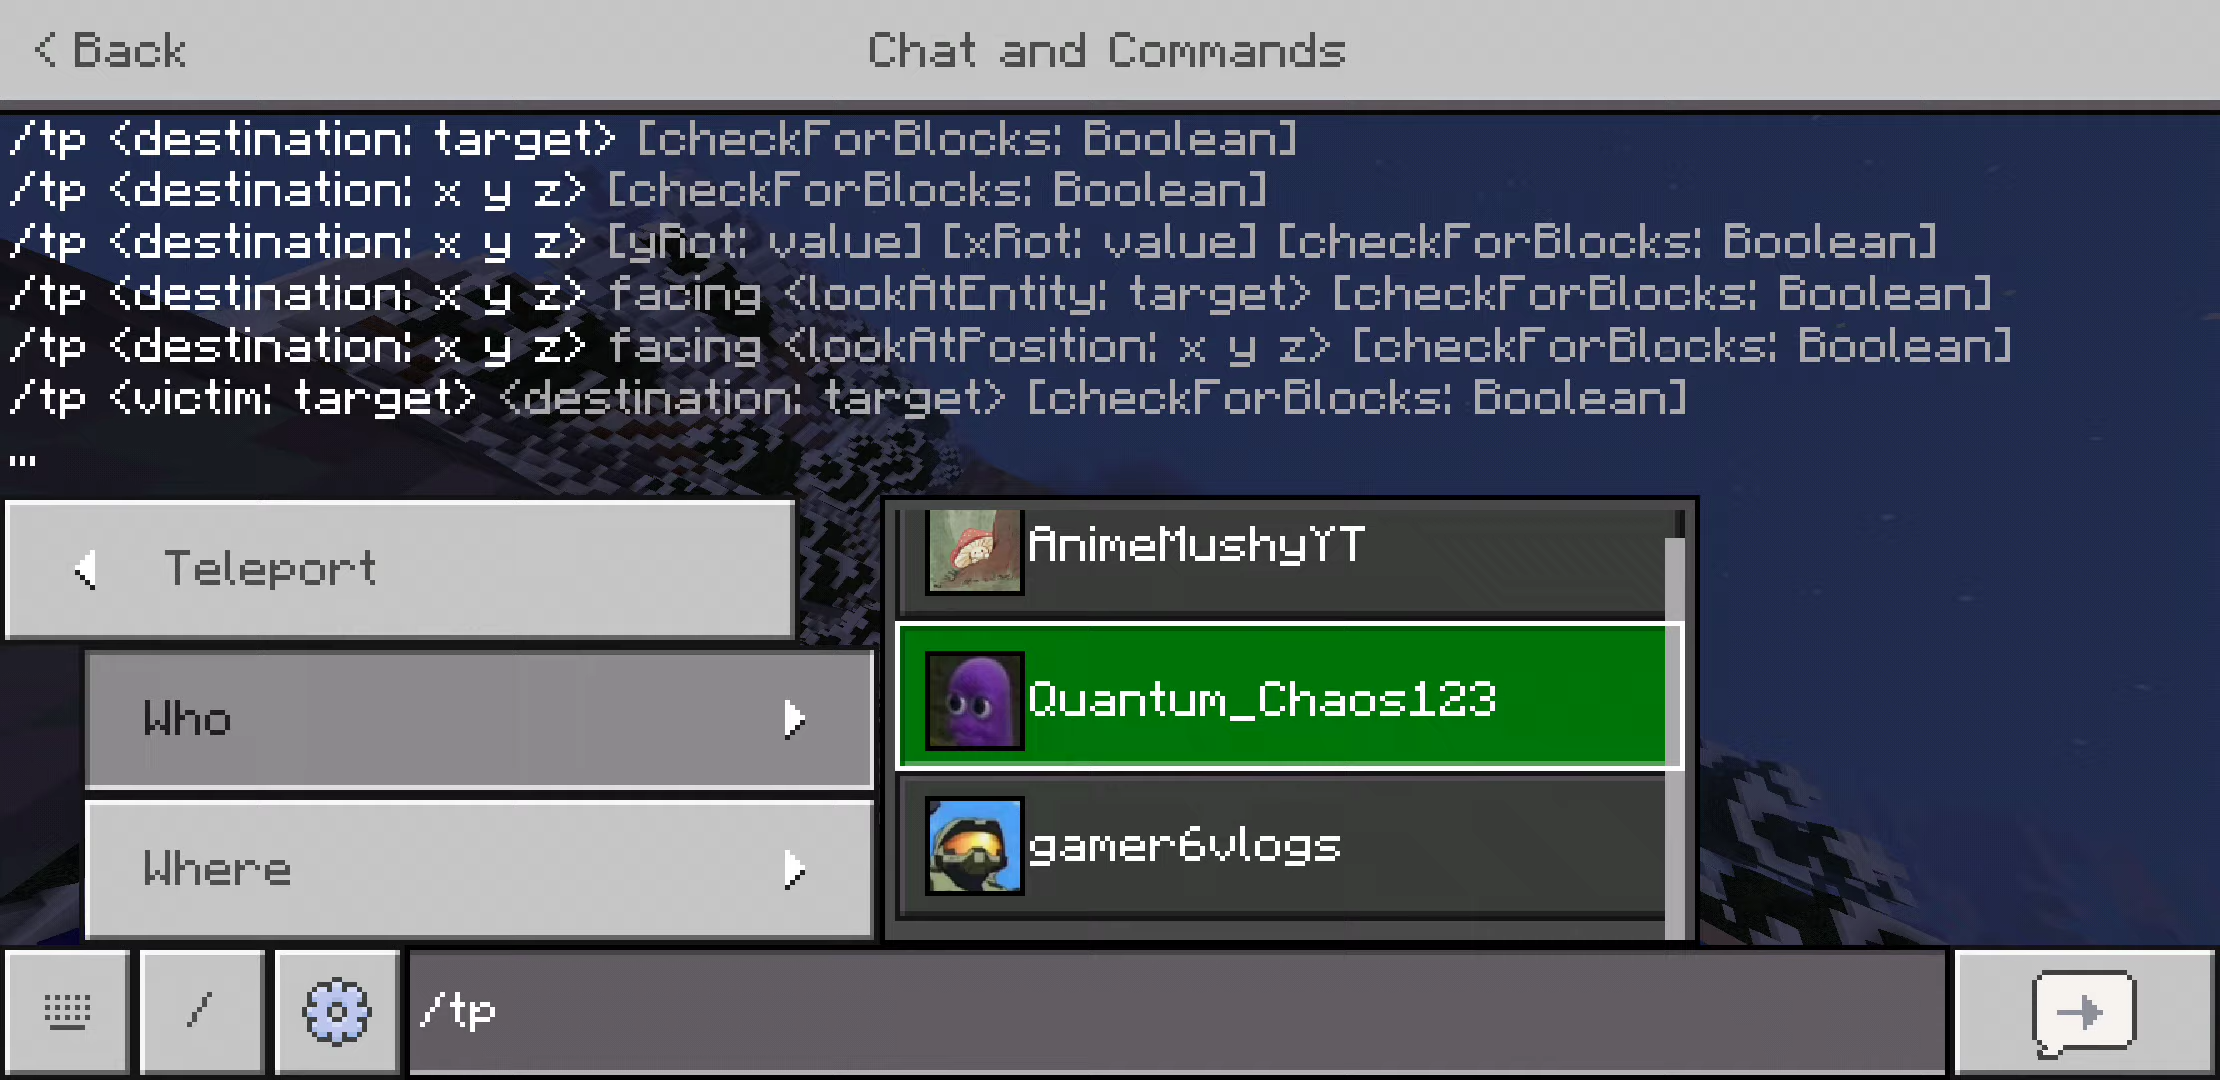 Back
Chat and Commands
/tp <destination: target> [checkForBlocks: Boolean]
/tp <destination: x y z> [checkForBlocks: Boolean]
/tp <destination: x y z> [yRot: value] [xRot: value] [checkForBlocks: Boolean]
/tp <destination: x y z> facing <lookAtEntity: target> [checkForBlocks: Boolean]
/tp <destination: x y z> facing <lookAtPosition: x y z> [checkForBlocks: Boolean]
/tp <victim: target> <destination: target> [checkForBlocks: Boolean]
...
Teleport
AnimeMushyYT
Who
Quantum_Chaos123
Where
gamer6vlogs
/
/tp